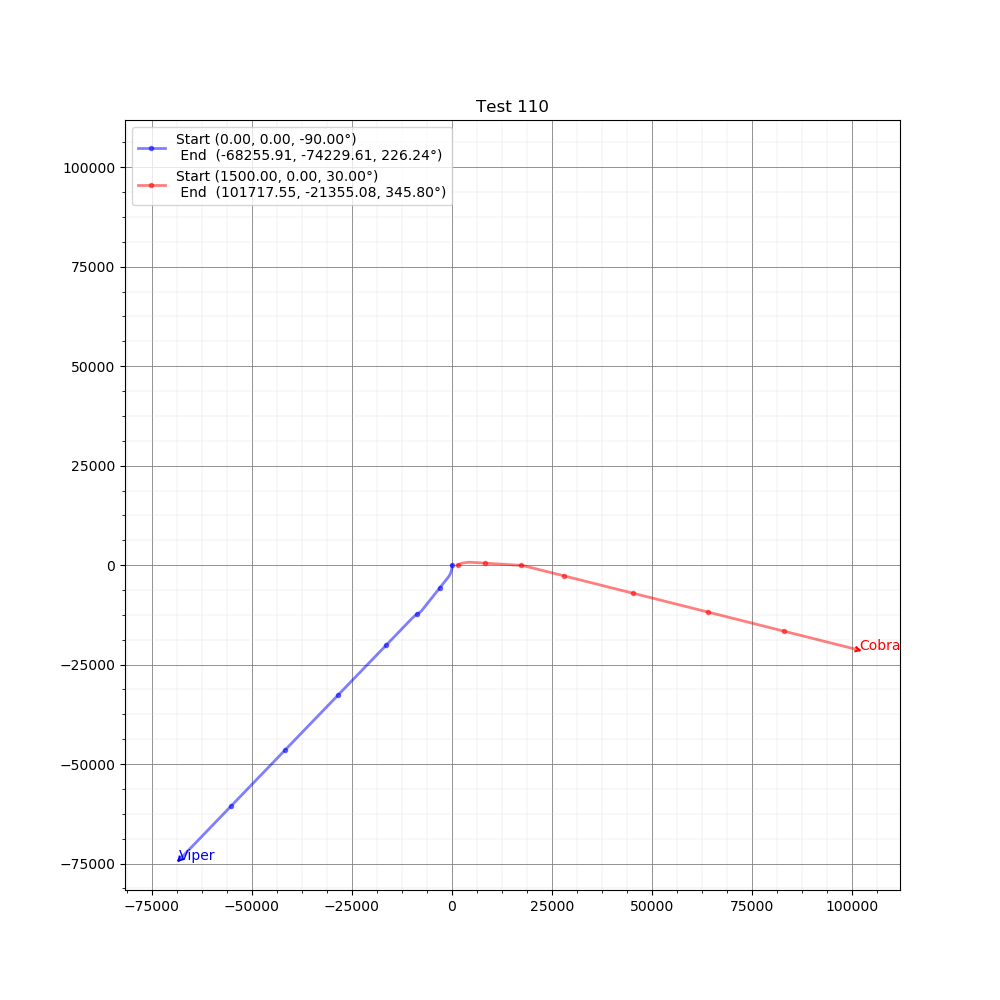 Test 110
Start (0.00, 0.00, -90.00°)
End (-68255.91, -74229.61, 226.24°)
Start (1500.00, 0.00, 30.00°)
End (101717.55, -21355.08, 345.80°)
100000
75000
50000
25000
0
−25000
−50000
−75000
Cobra
Viper
−75000 −50000 −25000 0 25000 50000 75000 100000